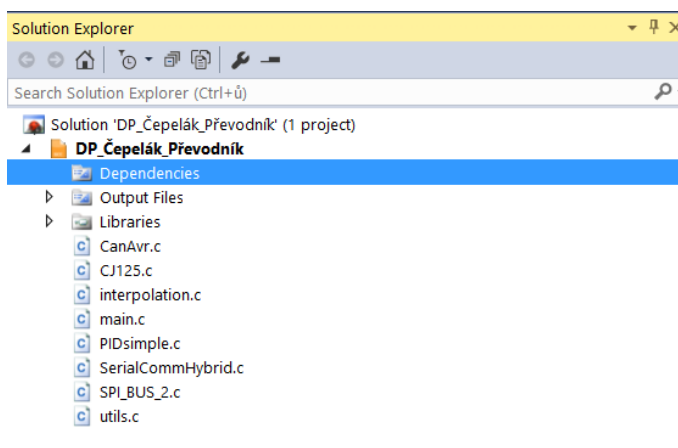 Solution Explorer
Search Solution Explorer (Ctrl+ů)
Solution 'DP_Čepelák_Převodník' (1 project)
DP_Čepelák_Převodník
Dependencies
Output Files
Libraries
CanAvr.c
CJ125.c
interpolation.c
main.c
PIDsimple.c
SerialCommHybrid.c
SPI_BUS_2.c
utils.c